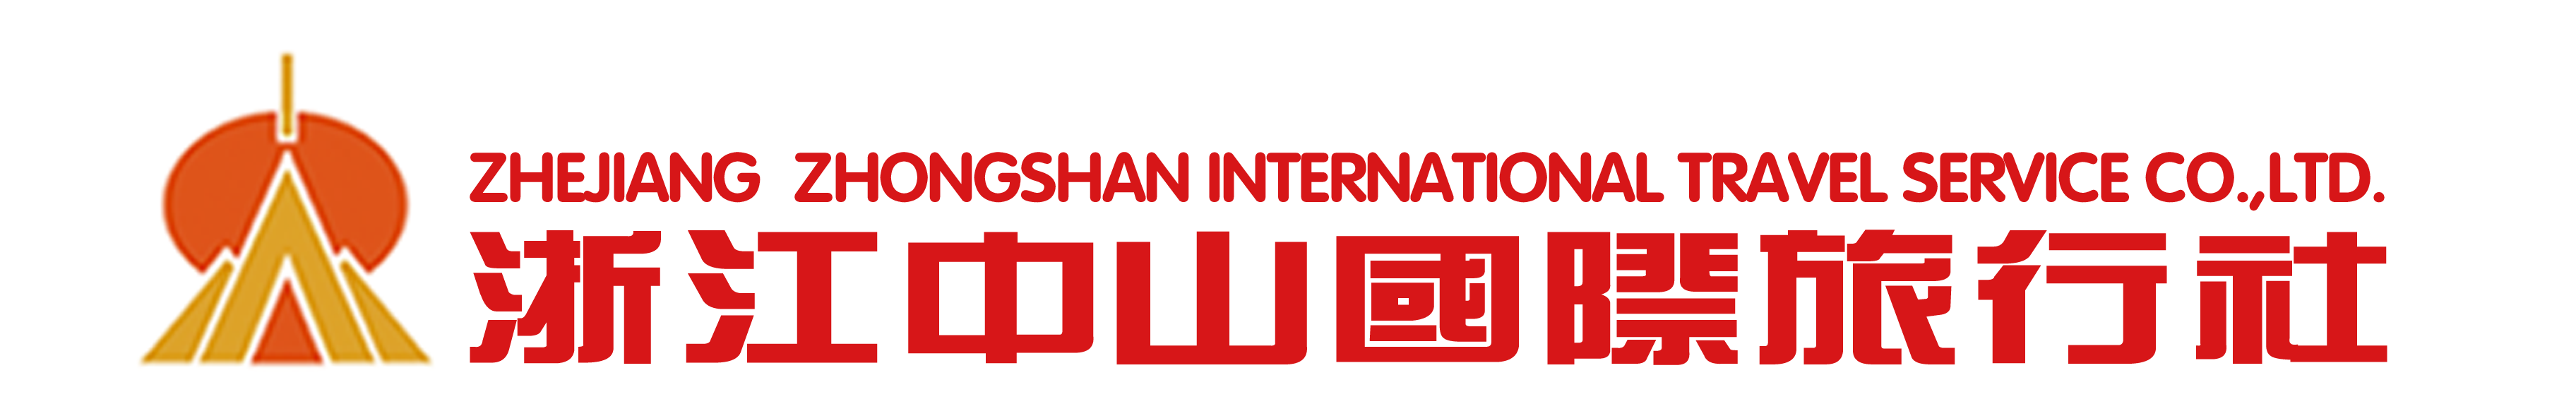 ZHEJIANG ZHONGSHAN INTERNATIONAL TRAVEL SERVICE CO.,LTD.
浙江中山國際旅行社